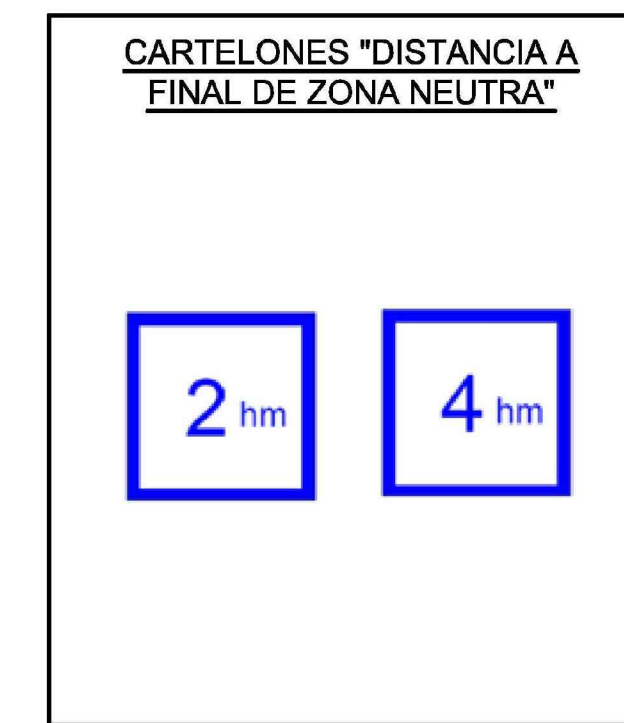 CARTELONES "DISTANCIA A
FINAL DE ZONA NEUTRA"
2 hm
4 hm